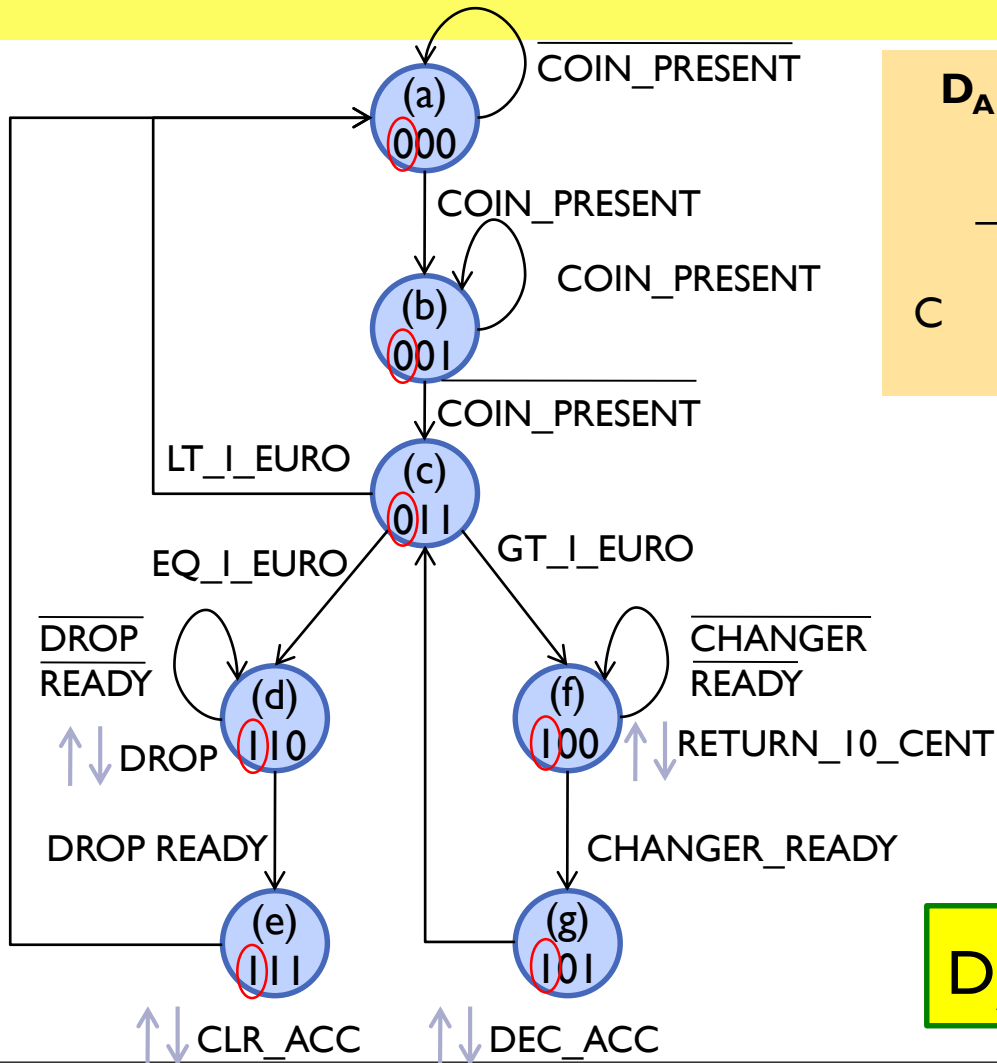 COIN_PRESENT
(a)
000
COIN_PRESENT
COIN_PRESENT
(b)
001
COIN_PRESENT
LT_1_EURO
(c)
011
EQ_1_EURO
GT_1_EURO
DROP
READY
(d)
110
DROP
CHANGER
READY
(f)
100
RETURN_10_CENT
DROP READY
CHANGER_READY
(e)
111
(g)
101
CLR_ACC
DEC_ACC
D_A
C
D